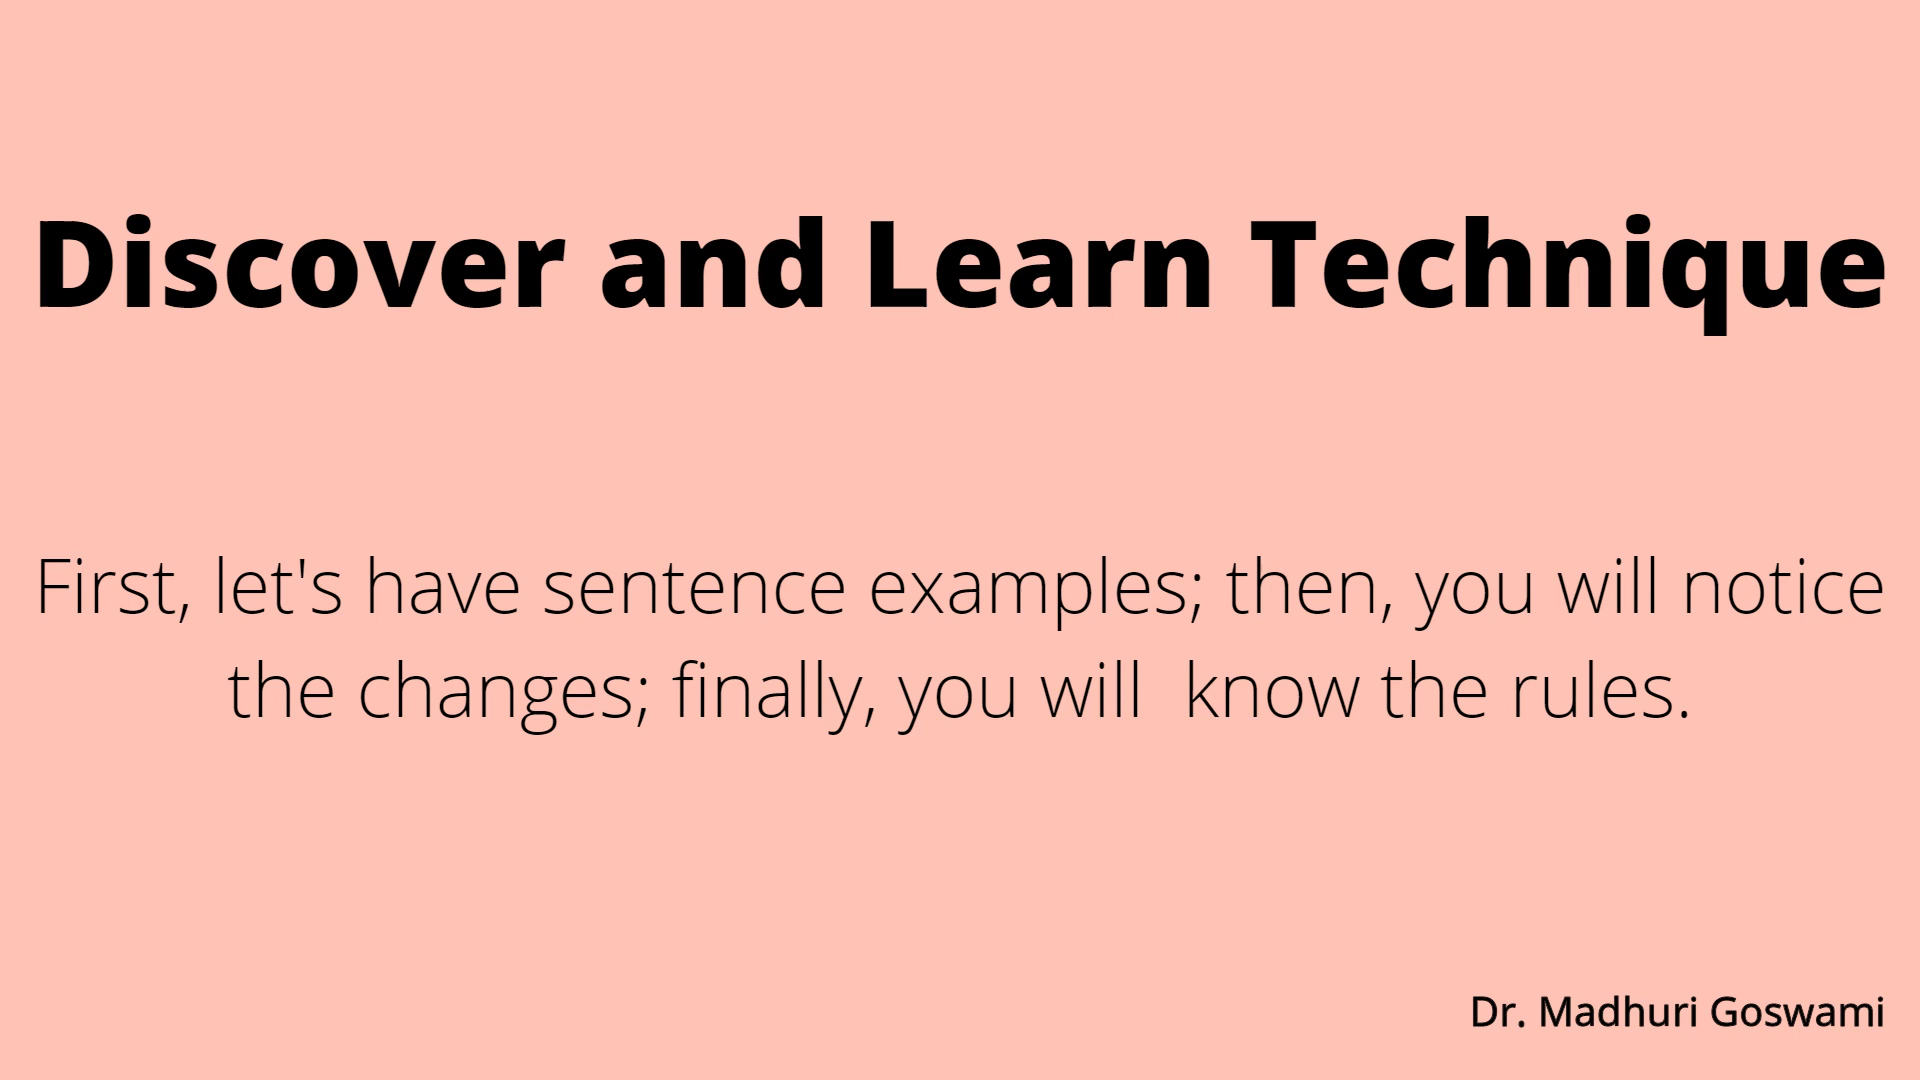 Discover and Learn Technique
First, let's have sentence examples; then, you will notice
the changes; finally, you will  know the rules.
Dr. Madhuri Goswami